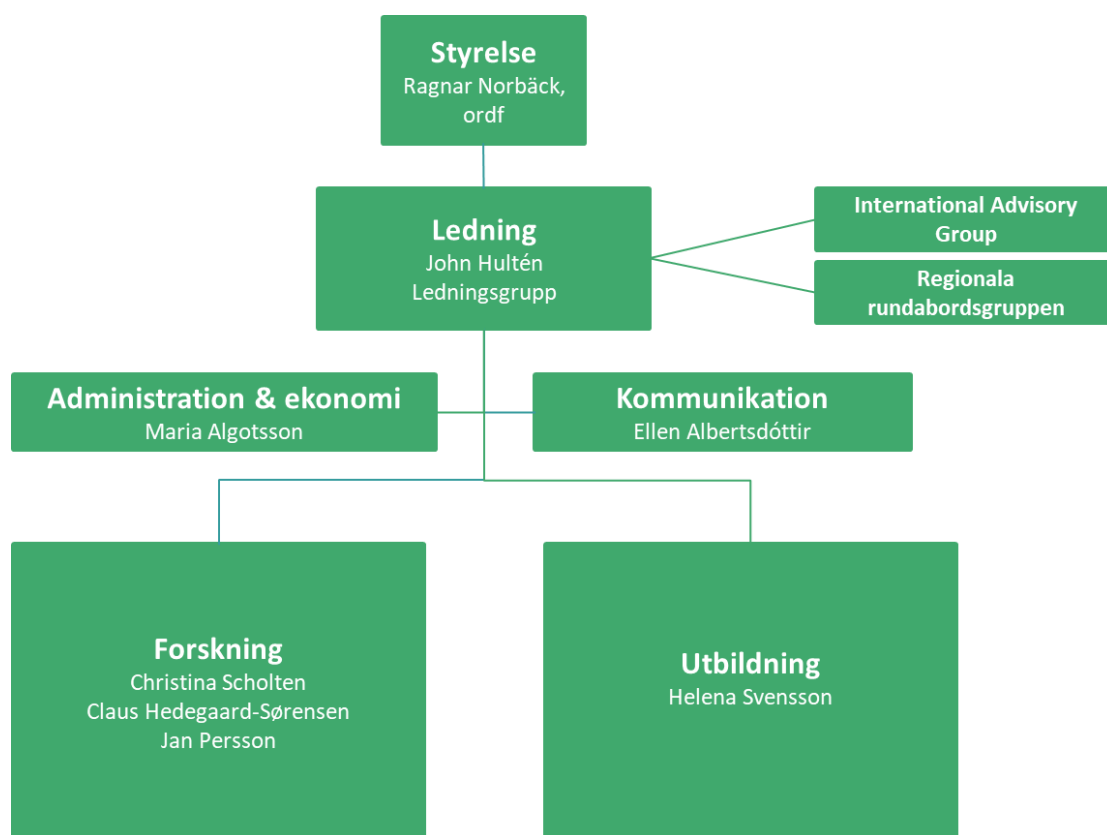 Styrelse
Ragnar Norbäck,
ordf
Ledning
John Hultén
Ledningsgrupp
International Advisory
Group
Regionala
rundabordsgruppen
Administration & ekonomi
Maria Algotsson
Kommunikation
Ellen Albertsdóttir
Forskning
Christina Scholten
Claus Hedegaard-Sørensen
Jan Persson
Utbildning
Helena Svensson